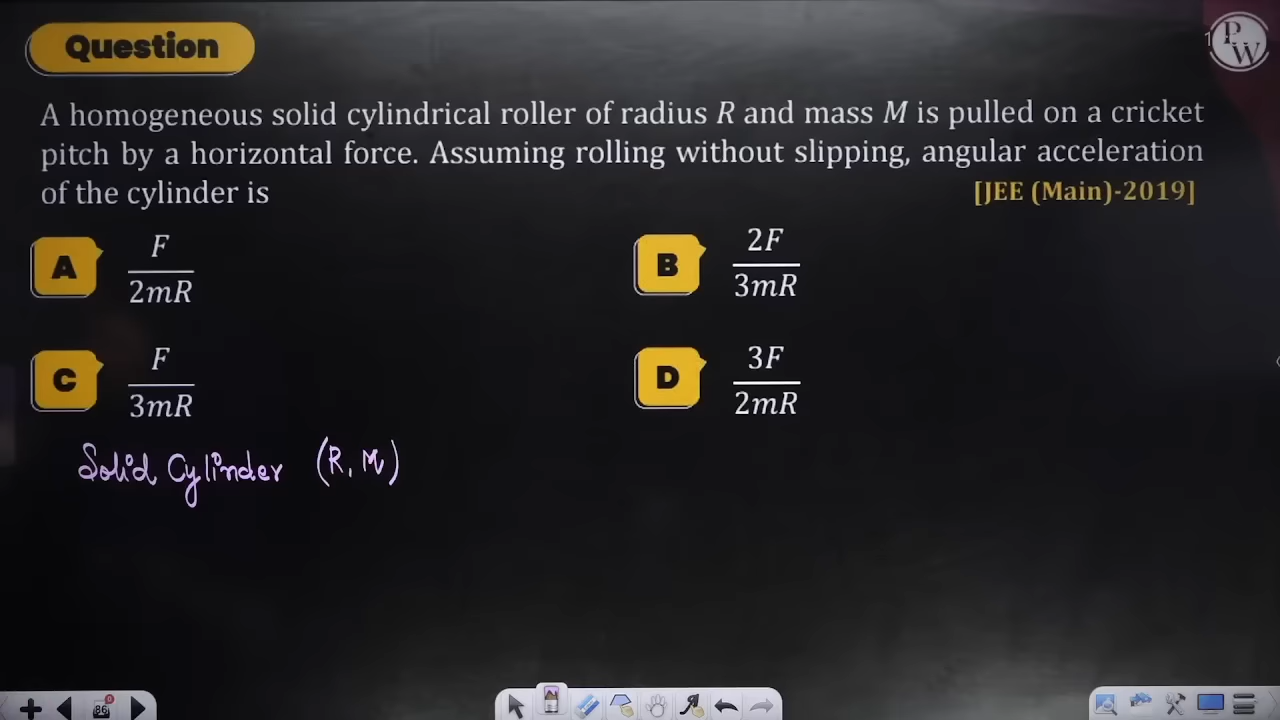 Question
PW
A homogeneous solid cylindrical roller of radius R and mass M is pulled on a cricket
pitch by a horizontal force. Assuming rolling without slipping, angular acceleration
of the cylinder is
[JEE (Main)-2019]
A F/2mR
B 2F/3mR
C F/3mR
D 3F/2mR
Solid Cylinder (R, M)
86